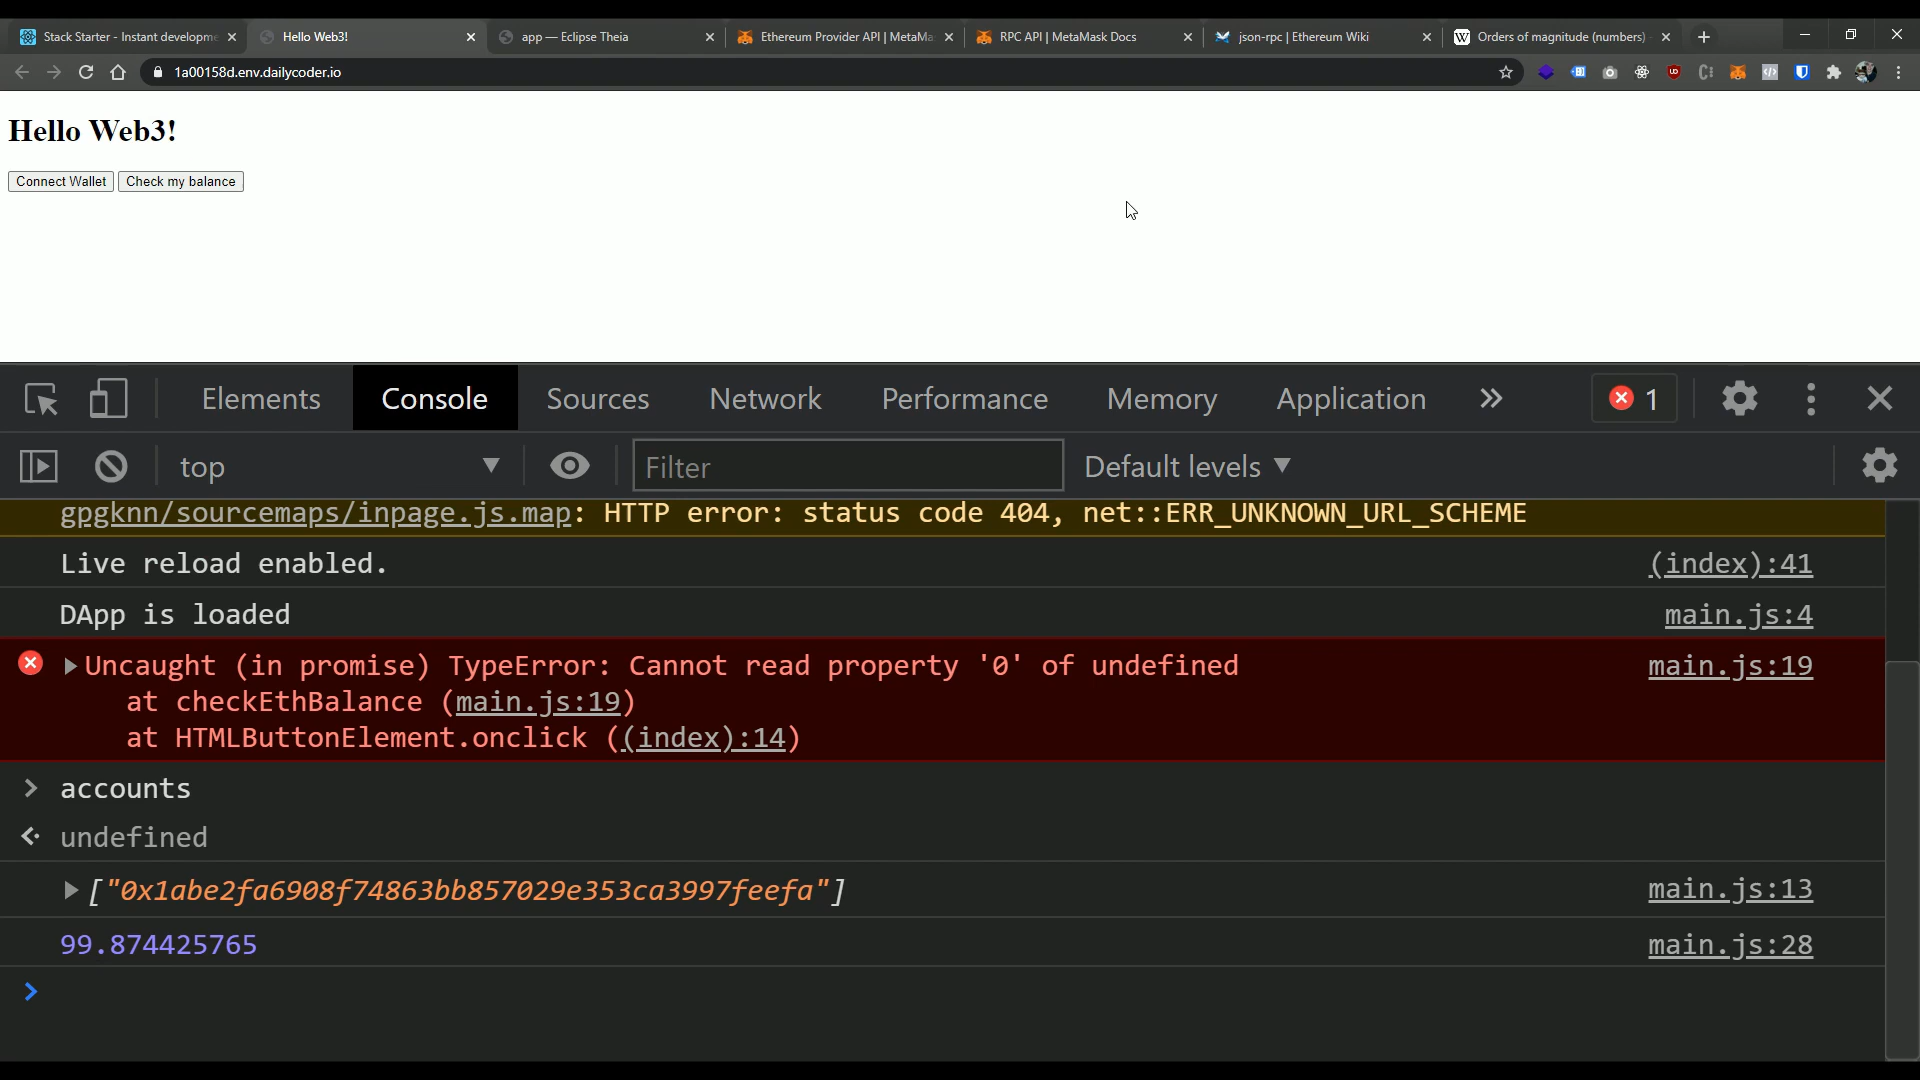 Stack Starter - Instant developme
Hello Web3!
app — Eclipse Theia
Ethereum Provider API | MetaMa
RPC API | MetaMask Docs
json-rpc | Ethereum Wiki
Orders of magnitude (numbers) -
1a00158d.env.dailycoder.io
Hello Web3!
Connect Wallet
Check my balance
Elements
Console
Sources
Network
Performance
Memory
Application
1
top
Filter
Default levels
gpgknn/sourcemaps/inpage.js.map: HTTP error: status code 404, net::ERR_UNKNOWN_URL_SCHEME
Live reload enabled. (index):41
DApp is loaded main.js:4
Uncaught (in promise) TypeError: Cannot read property '0' of undefined main.js:19
at checkEthBalance (main.js:19)
at HTMLButtonElement.onclick ((index):14)
accounts
undefined
["0x1abe2fa6908f74863bb857029e353ca3997feefa"] main.js:13
99.874425765 main.js:28